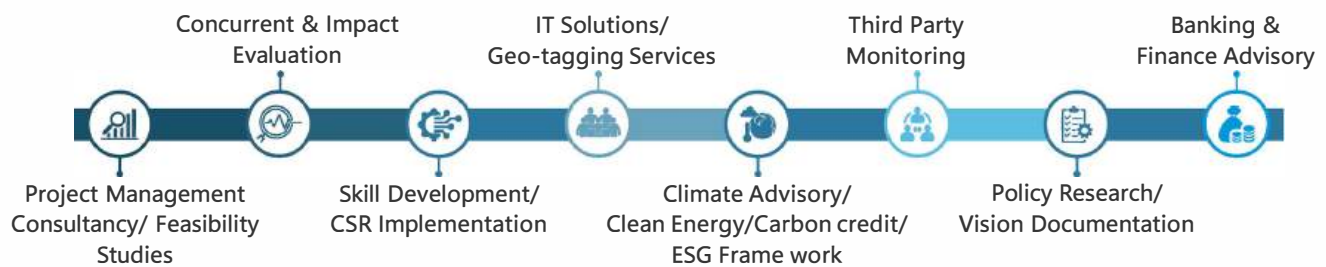 Concurrent & Impact
Evaluation
IT Solutions/
Geo-tagging Services
Third Party
Monitoring
Banking &
Finance Advisory
Project Management
Consultancy/ Feasibility
Studies
Skill Development/
CSR Implementation
Climate Advisory/
Clean Energy/Carbon credit/
ESG Frame work
Policy Research/
Vision Documentation